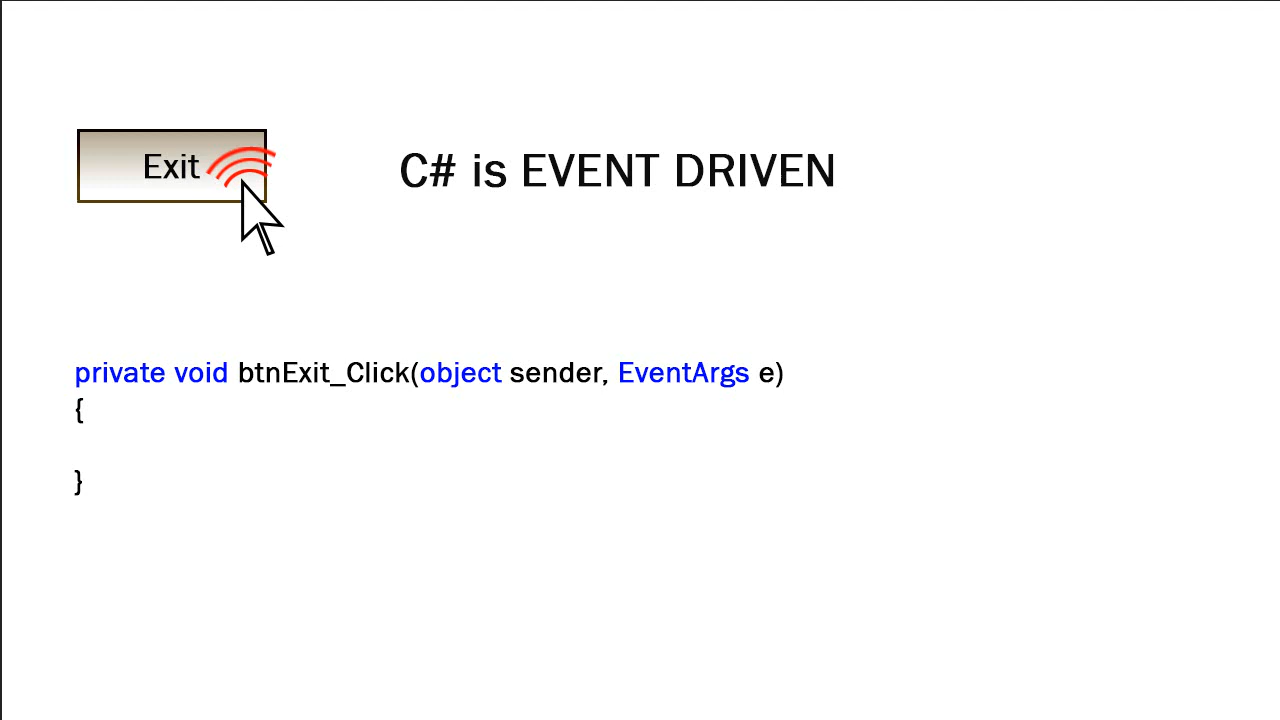 Exit
C# is EVENT DRIVEN
private void btnExit_Click(object sender, EventArgs e)
{
}